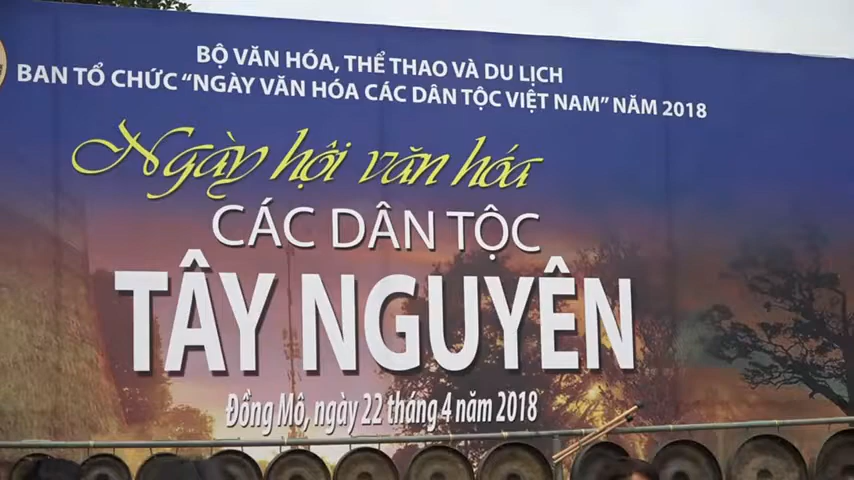 BỘ VĂN HÓA, THỂ THAO VÀ DU LỊCH
BAN TỔ CHỨC “NGÀY VĂN HÓA CÁC DÂN TỘC VIỆT NAM” NĂM 2018
Ngày hội văn hóa
CÁC DÂN TỘC
TÂY NGUYÊN
Đồng Mô, ngày 22 tháng 4 năm 2018